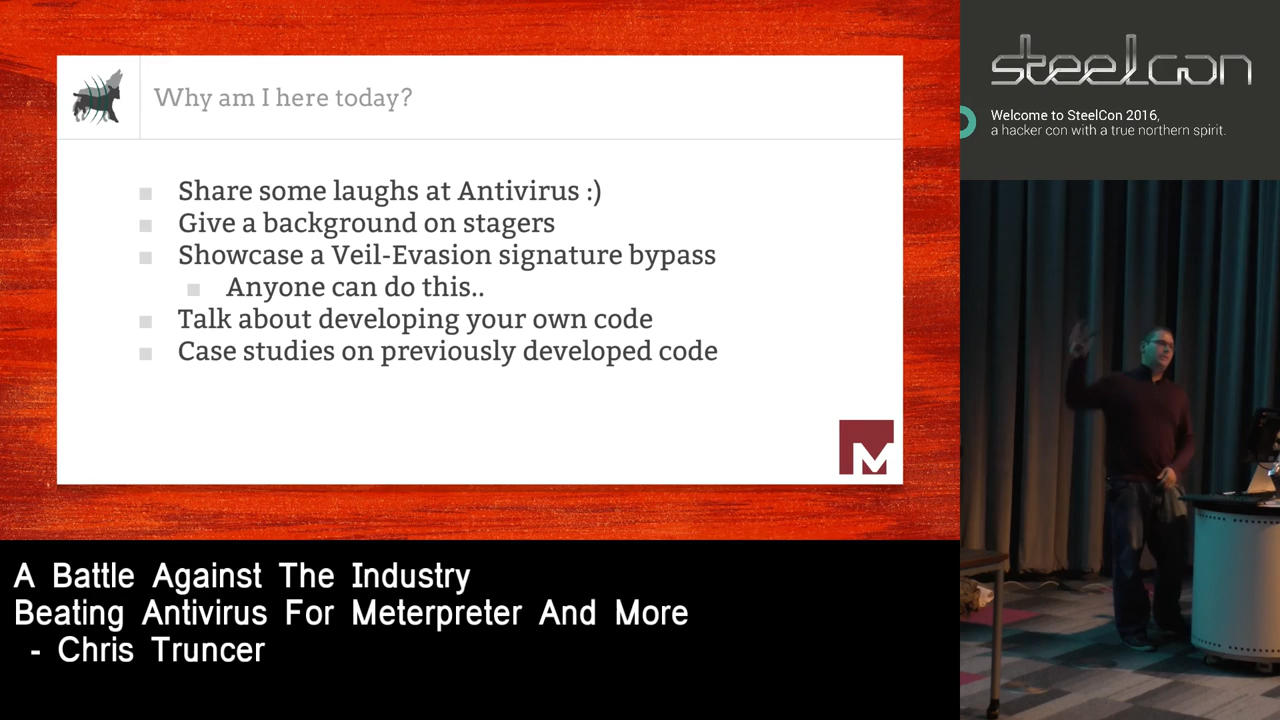 Why am I here today?
Share some laughs at Antivirus :)
Give a background on stagers
Showcase a Veil-Evasion signature bypass
Anyone can do this..
Talk about developing your own code
Case studies on previously developed code
M
steelcon
Welcome to SteelCon 2016,
a hacker con with a true northern spirit.
A Battle Against The Industry
Beating Antivirus For Meterpreter And More
- Chris Truncer